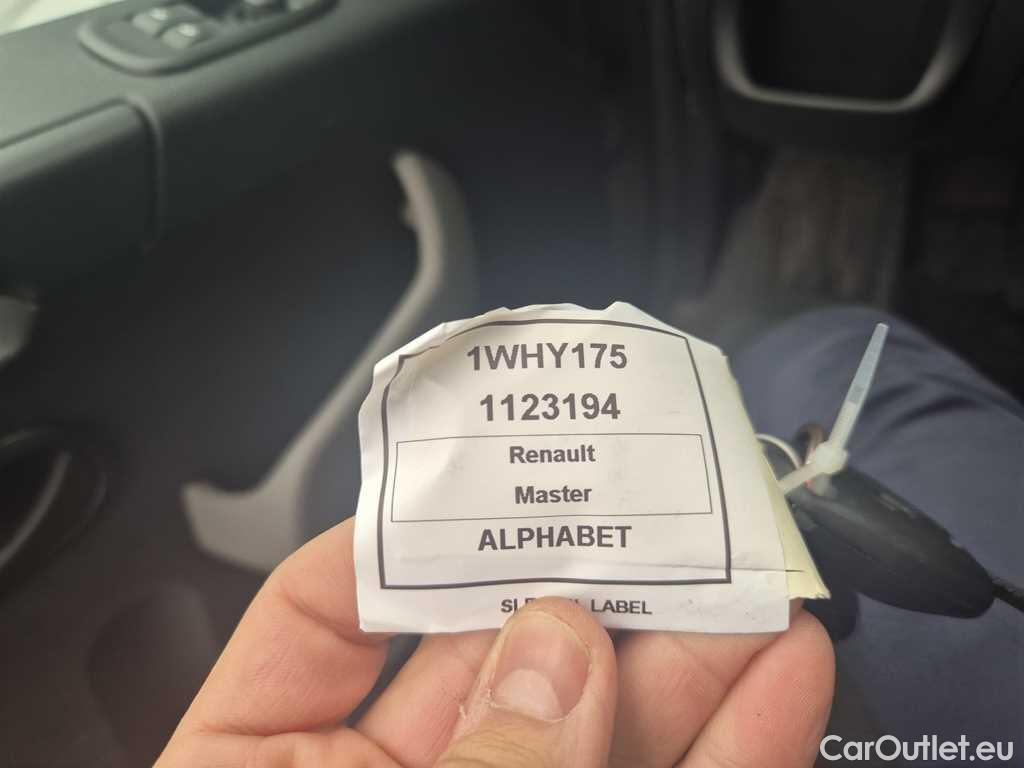 1WHY175
1123194
Renault
Master
ALPHABET
LABEL
CarOutlet.eu